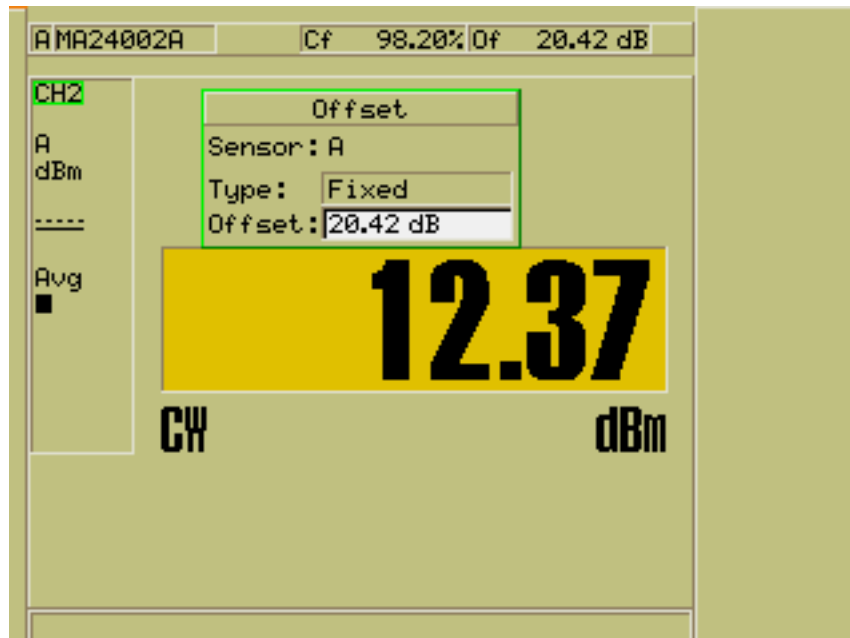 A MA24002A Cf 98.20% Of 20.42 dB
CH2
A
dBm
Avg
Offset
Sensor: A
Type: Fixed
Offset: 20.42 dB
12.37
CW dBm